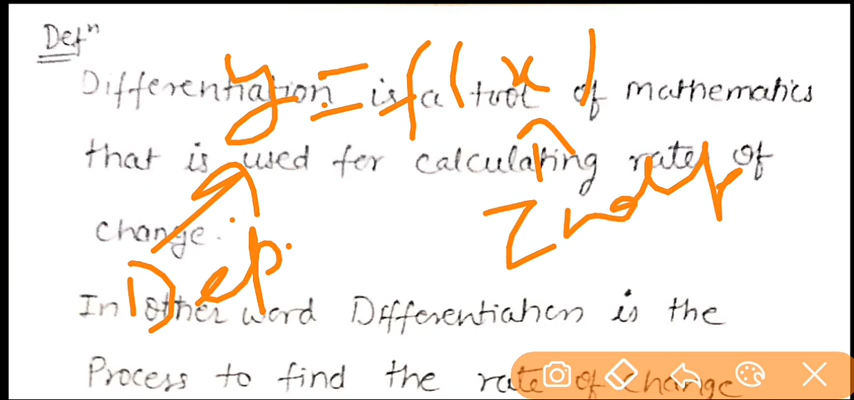 Defⁿ
Differentiation is a tool of mathematics
y = f(x)
that is used for calculating rate of
change.
Dep.
Indep
In other word Differentiation is the
Process to find the rate of change